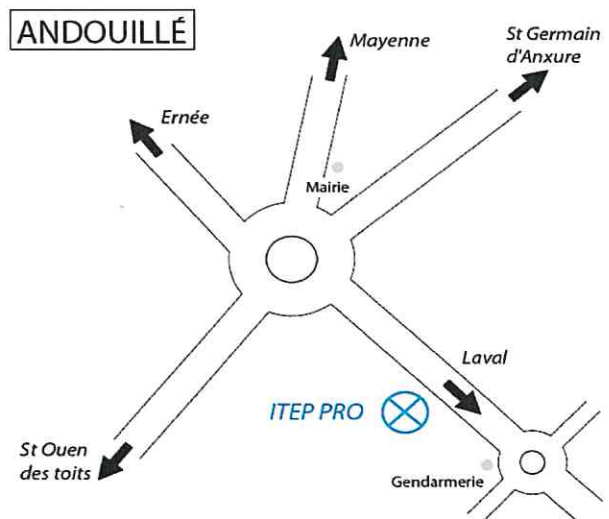 ANDOUILLÉ
Mayenne
St Germain
d'Anxure
Ernée
Mairie
Laval
ITEP PRO
St Ouen
des toits
Gendarmerie